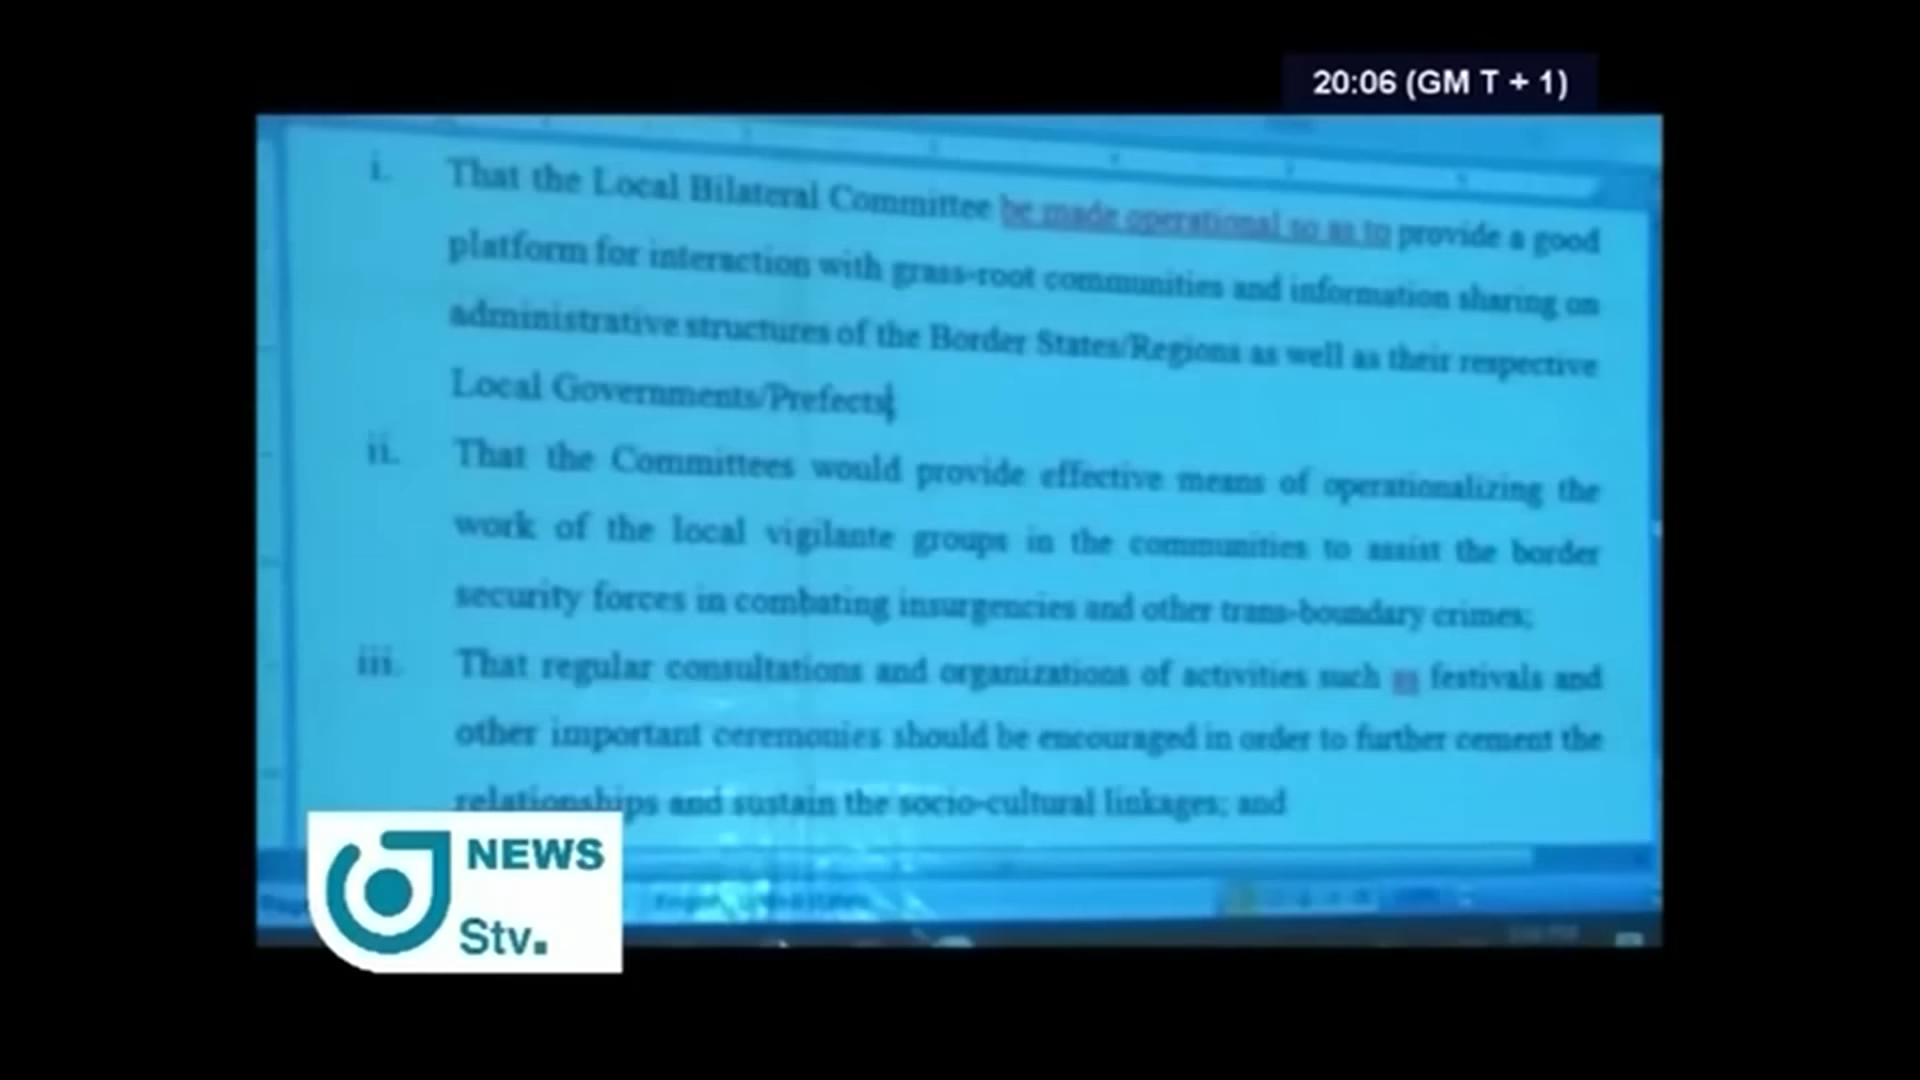 20:06 (GM T + 1)
i. That the Local Bilateral Committee be made operational so as to provide a good
platform for interaction with grass-root communities and information sharing on
administrative structures of the Border States/Regions as well as their respective
Local Governments/Prefects;
ii. That the Committees would provide effective means of operationalizing the
work of the local vigilante groups in the communities to assist the border
security forces in combating insurgencies and other trans-boundary crimes;
iii. That regular consultations and organizations of activities such as festivals and
other important ceremonies should be encouraged in order to further cement the
relationships and sustain the socio-cultural linkages; and
NEWS
Stv.